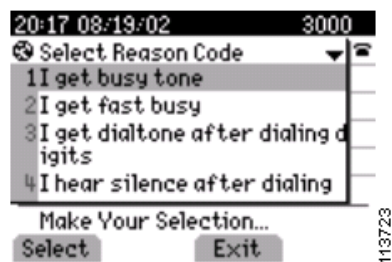 20:17 08/19/02 3000
Select Reason Code
1 I get busy tone
2 I get fast busy
3 I get dialtone after dialing d
igits
4 I hear silence after dialing
Make Your Selection...
Select Exit
113723